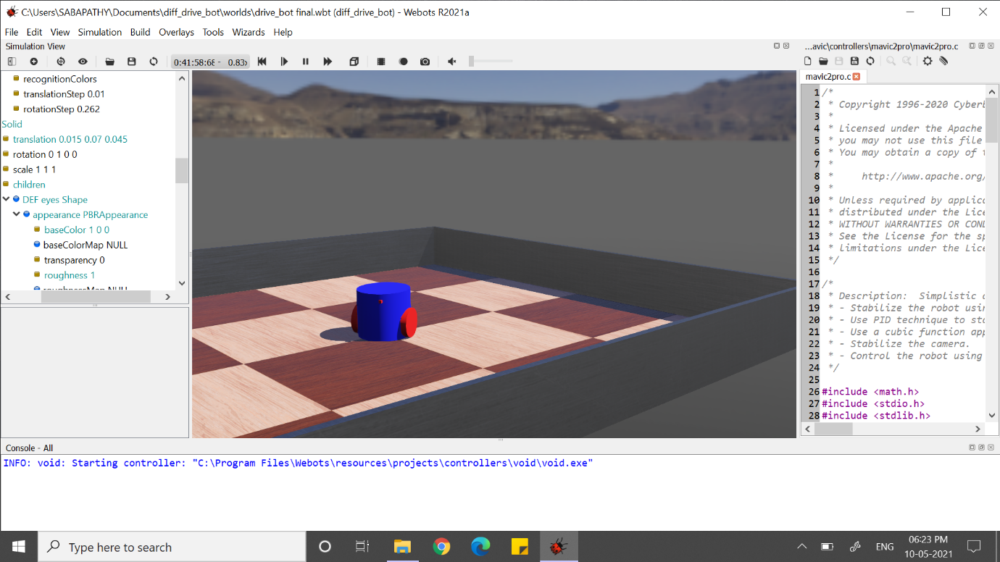 C:\Users\SABAPATHY\Documents\diff_drive_bot\worlds\drive_bot final.wbt (diff_drive_bot) - Webots R2021a
File Edit View Simulation Build Overlays Tools Wizards Help
Simulation View
0:41:58:68 - 0.83x
recognitionColors
translationStep 0.01
rotationStep 0.262
Solid
translation 0.015 0.07 0.045
rotation 0 1 0 0
scale 1 1 1
children
DEF eyes Shape
appearance PBRAppearance
baseColor 1 0 0
baseColorMap NULL
transparency 0
roughness 1
roughnessMap NULL
...avic\controllers\mavic2pro\mavic2pro.c
mavic2pro.c
1 /*
2 * Copyright 1996-2020 Cyberb
3 *
4 * Licensed under the Apache
5 * you may not use this file
6 * You may obtain a copy of t
7 *
8 * http://www.apache.org/
9 *
10 * Unless required by applica
11 * distributed under the Lice
12 * WITHOUT WARRANTIES OR COND
13 * See the License for the sp
14 * limitations under the Lice
15 */
16
17 /*
18 * Description: Simplistic d
19 * - Stabilize the robot usin
20 * - Use PID technique to sta
21 * - Use a cubic function app
22 * - Stabilize the camera.
23 * - Control the robot using
24 */
25
26 #include <math.h>
27 #include <stdio.h>
28 #include <stdlib.h>
Console - All
INFO: void: Starting controller: "C:\Program Files\Webots\resources\projects\controllers\void\void.exe"
Type here to search
ENG
06:23 PM
10-05-2021